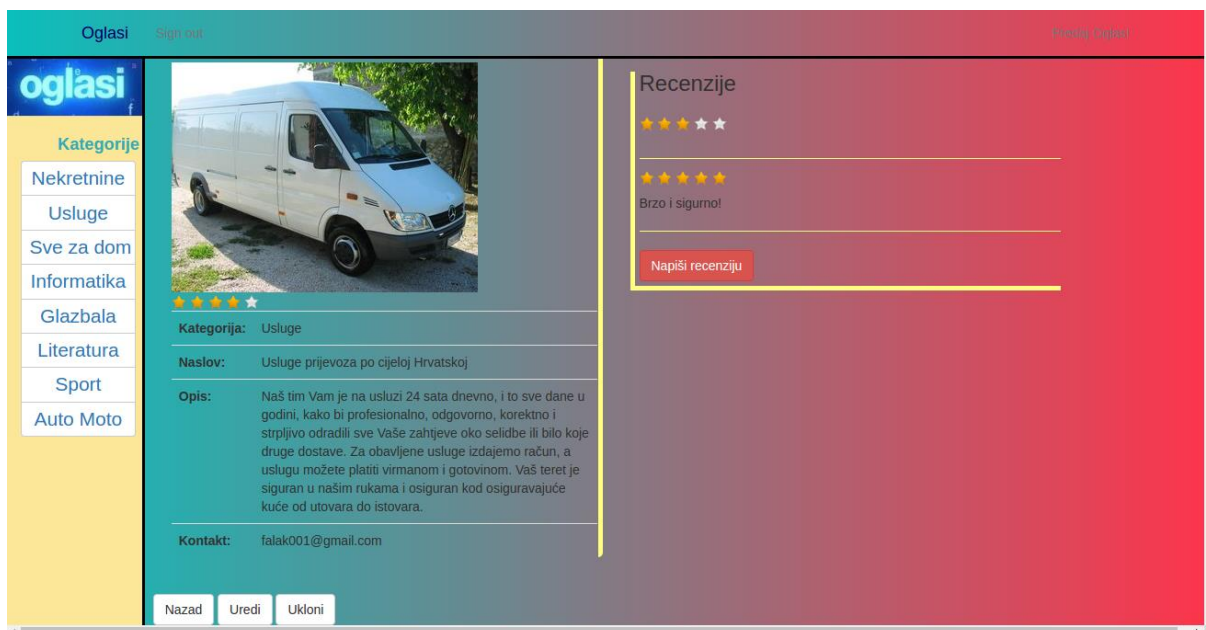 Oglasi
Sign out
Predaj Oglas!
oglasi
Kategorije
Nekretnine
Usluge
Sve za dom
Informatika
Glazbala
Literatura
Sport
Auto Moto
Kategorija: Usluge
Naslov: Usluge prijevoza po cijeloj Hrvatskoj
Opis: Naš tim Vam je na usluzi 24 sata dnevno, i to sve dane u
godini, kako bi profesionalno, odgovorno, korektno i
strpljivo odradili sve Vaše zahtjeve oko selidbe ili bilo koje
druge dostave. Za obavljene usluge izdajemo račun, a
uslugu možete platiti virmanom i gotovinom. Vaš teret je
siguran u našim rukama i osiguran kod osiguravajuće
kuće od utovara do istovara.
Kontakt: falak001@gmail.com
Nazad
Uredi
Ukloni
Recenzije
Brzo i sigurno!
Napiši recenziju